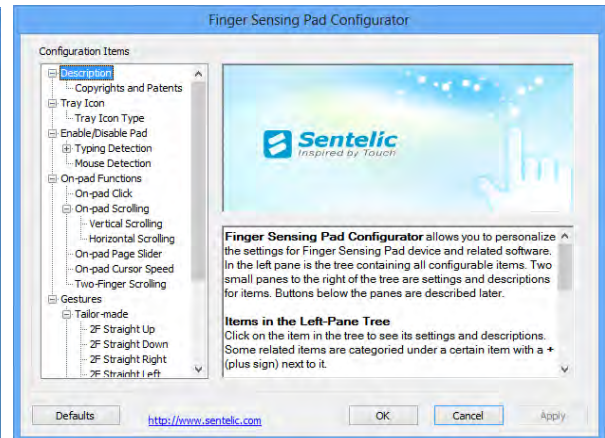 Finger Sensing Pad Configurator
Configuration Items
Description
Copyrights and Patents
Tray Icon
Tray Icon Type
Enable/Disable Pad
Typing Detection
Mouse Detection
On-pad Functions
On-pad Click
On-pad Scrolling
Vertical Scrolling
Horizontal Scrolling
On-pad Page Slider
On-pad Cursor Speed
Two-Finger Scrolling
Gestures
Tailor-made
2F Straight Up
2F Straight Down
2F Straight Right
2F Straight Left
Sentelic
Inspired by Touch
Finger Sensing Pad Configurator allows you to personalize
the settings for Finger Sensing Pad device and related software.
In the left pane is the tree containing all configurable items. Two
small panes to the right of the tree are settings and descriptions
for items. Buttons below the panes are described later.
Items in the Left-Pane Tree
Click on the item in the tree to see its settings and descriptions.
Some related items are categoried under a certain item with a +
(plus sign) next to it.
Defaults
http://www.sentelic.com
OK
Cancel
Apply